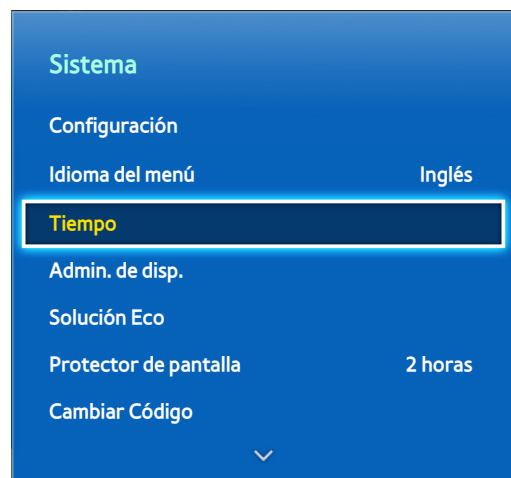 Sistema
Configuración
Idioma del menú Inglés
Tiempo
Admin. de disp.
Solución Eco
Protector de pantalla 2 horas
Cambiar Código